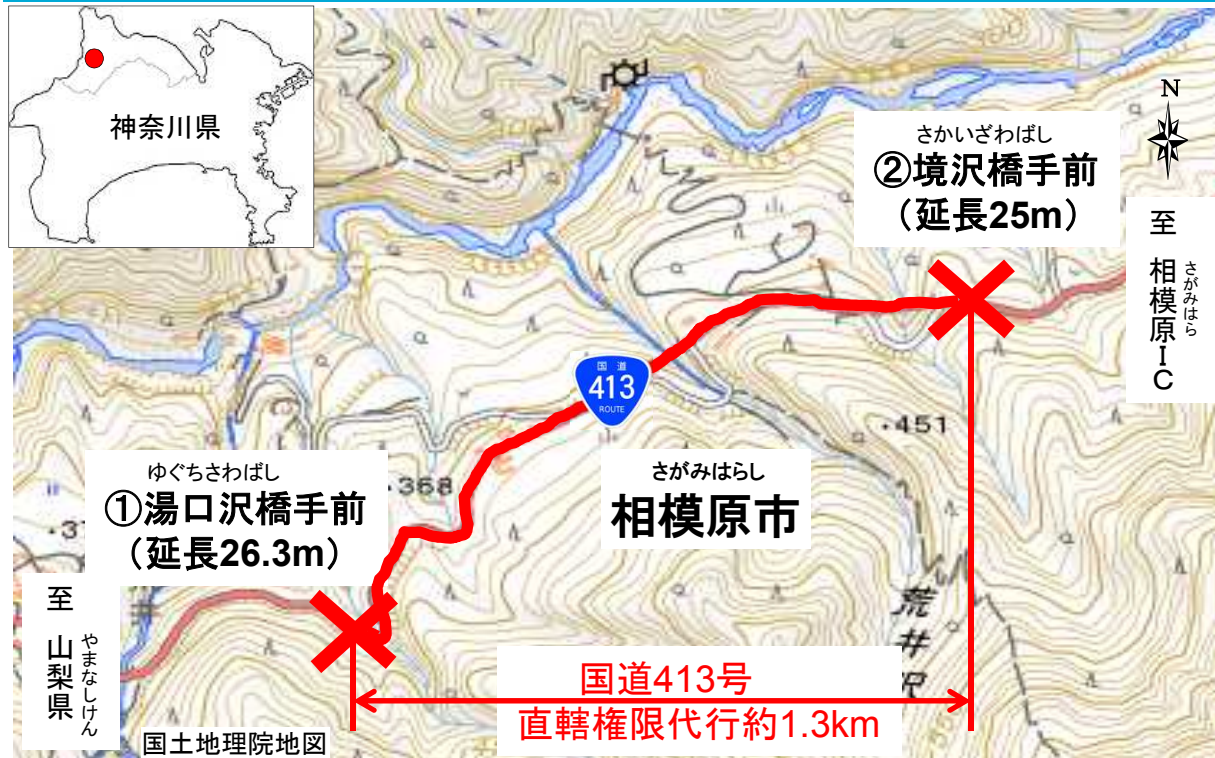 神奈川県
N
さかいざわばし
②境沢橋手前
（延長25m）
至 相模原IC
さがみはら
国道
413
ROUTE
・451
さがみはらし
相模原市
ゆぐちさわばし
①湯口沢橋手前
（延長26.3m）
・368
至 山梨県
やまなしけん
荒井沢
国道413号
直轄権限代行約1.3km
国土地理院地図